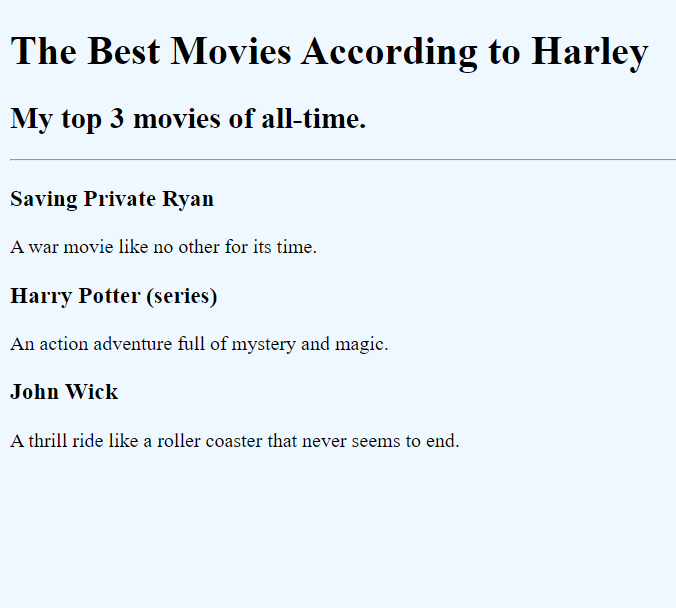 The Best Movies According to Harley
My top 3 movies of all-time.
Saving Private Ryan
A war movie like no other for its time.
Harry Potter (series)
An action adventure full of mystery and magic.
John Wick
A thrill ride like a roller coaster that never seems to end.